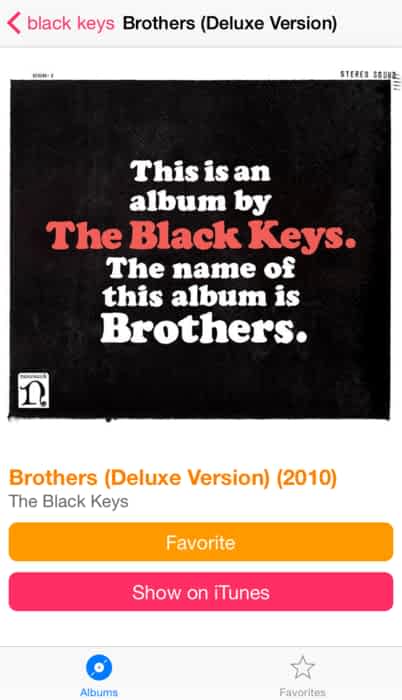 black keys Brothers (Deluxe Version)
STEREO SOUND
This is an
album by
The Black Keys.
The name of
this album is
Brothers.
nonesuch
n
Brothers (Deluxe Version) (2010)
The Black Keys
Favorite
Show on iTunes
Albums Favorites